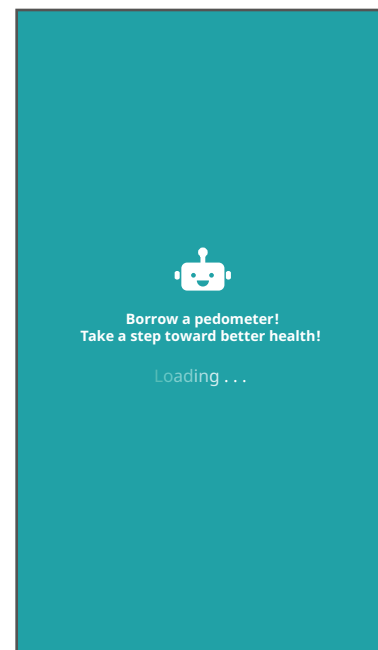 Borrow a pedometer!
Take a step toward better health!
Loading . . .